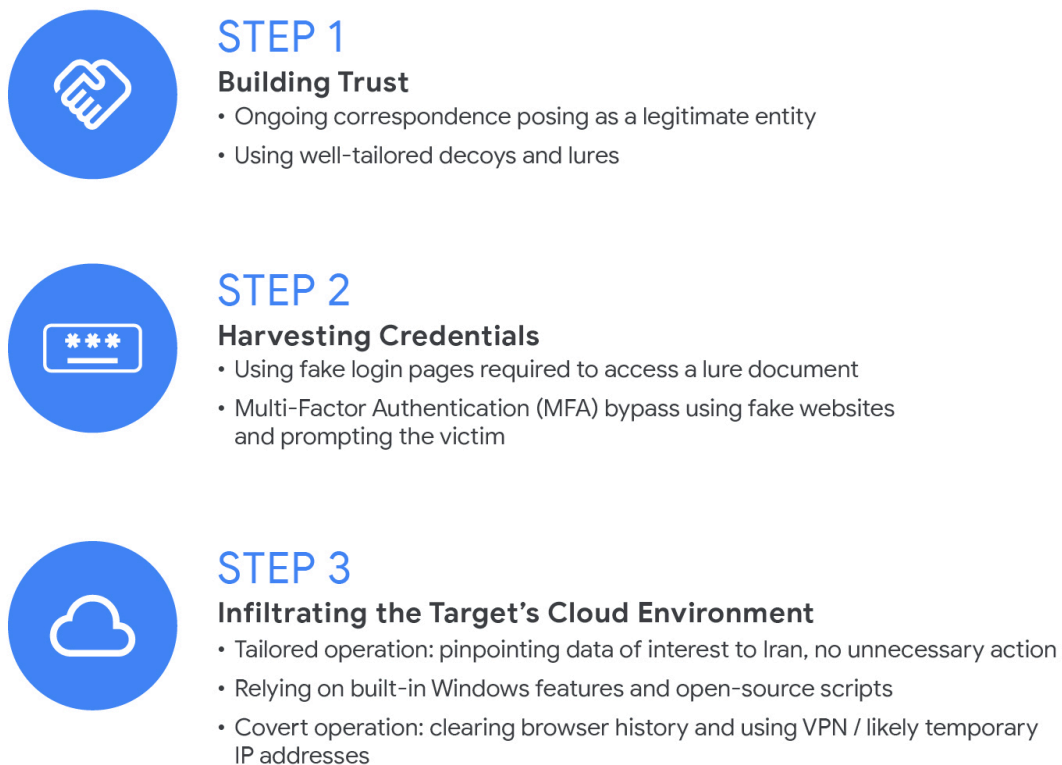 STEP 1
Building Trust
• Ongoing correspondence posing as a legitimate entity
• Using well-tailored decoys and lures
***
STEP 2
Harvesting Credentials
• Using fake login pages required to access a lure document
• Multi-Factor Authentication (MFA) bypass using fake websites
and prompting the victim
STEP 3
Infiltrating the Target’s Cloud Environment
• Tailored operation: pinpointing data of interest to Iran, no unnecessary action
• Relying on built-in Windows features and open-source scripts
• Covert operation: clearing browser history and using VPN / likely temporary
IP addresses